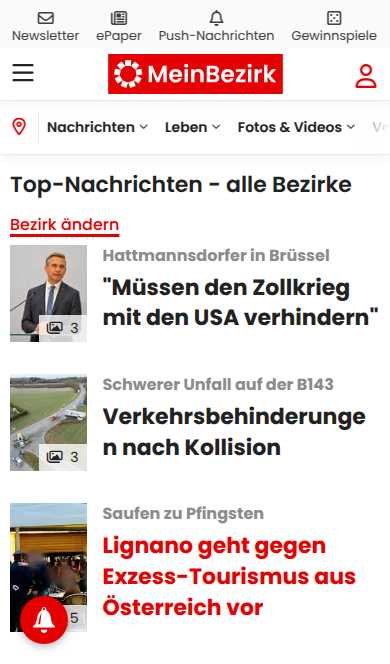 Newsletter
ePaper
Push-Nachrichten
Gewinnspiele
MeinBezirk
Nachrichten
Leben
Fotos & Videos
Top-Nachrichten - alle Bezirke
Bezirk ändern
Hattmannsdorfer in Brüssel
"Müssen den Zollkrieg
mit den USA verhindern"
3
Schwerer Unfall auf der B143
Verkehrsbehinderunge
n nach Kollision
3
Saufen zu Pfingsten
Lignano geht gegen
Exzess-Tourismus aus
Österreich vor
5